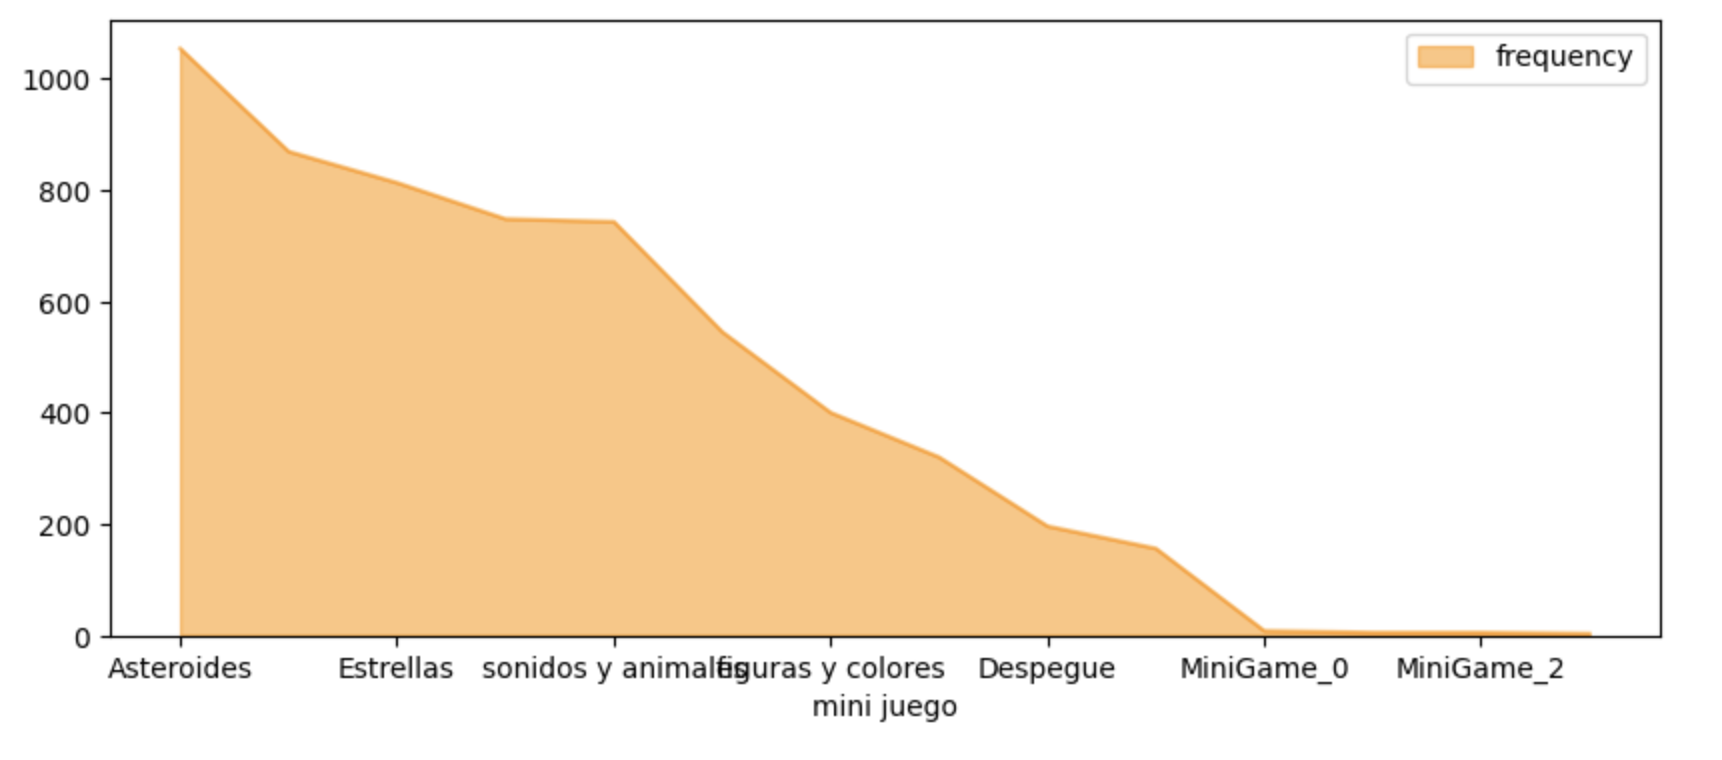 frequency
1000
800
600
400
200
0
Asteroides Estrellas sonidos y animales figuras y colores Despegue MiniGame_0 MiniGame_2
mini juego